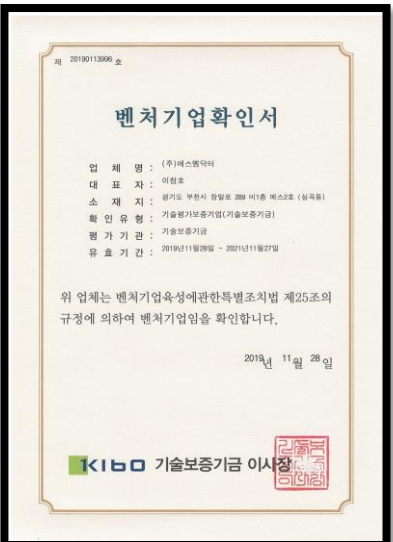 제 20190113996 호
벤처기업확인서
업 체 명 : (주)에스엠닥터
대 표 자 : 이창호
소 재 지 : 경기도 부천시 장말로 289 비1층 에스2호 (심곡동)
확 인 유 형 : 기술평가보증기업(기술보증기금)
평 가 기 관 : 기술보증기금
유 효 기 간 : 2019년11월28일 - 2021년11월27일
위 업체는 벤처기업육성에관한특별조치법 제25조의
규정에 의하여 벤처기업임을 확인합니다.
2019년 11월 28일
KIBO 기술보증기금 이사장